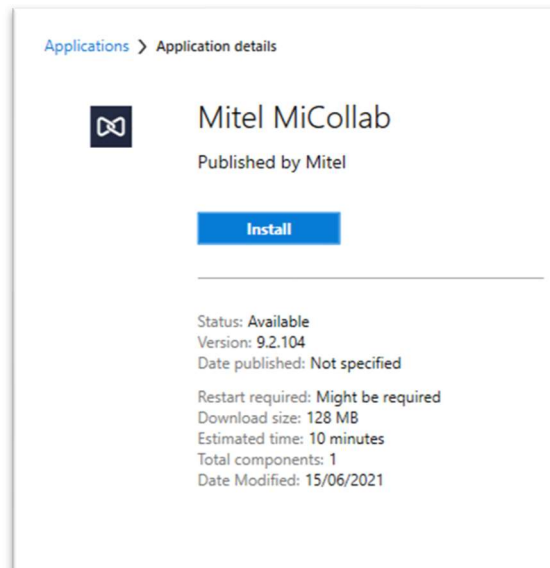 Applications > Application details
Mitel MiCollab
Published by Mitel
Install
Status: Available
Version: 9.2.104
Date published: Not specified
Restart required: Might be required
Download size: 128 MB
Estimated time: 10 minutes
Total components: 1
Date Modified: 15/06/2021